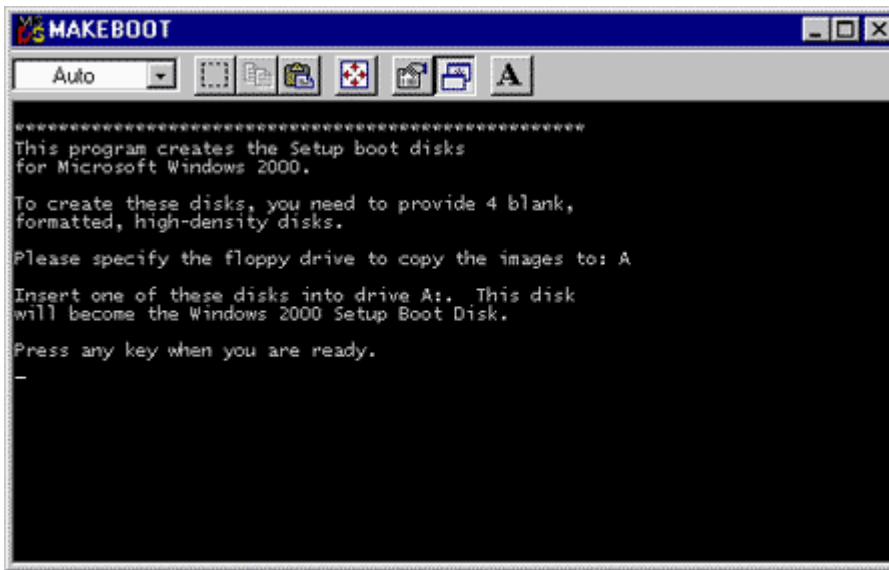 MAKEBOOT
Auto
A
*****************************************************
This program creates the Setup boot disks
for Microsoft Windows 2000.
To create these disks, you need to provide 4 blank,
formatted, high-density disks.
Please specify the floppy drive to copy the images to: A
Insert one of these disks into drive A:.  This disk
will become the Windows 2000 Setup Boot Disk.
Press any key when you are ready.
_